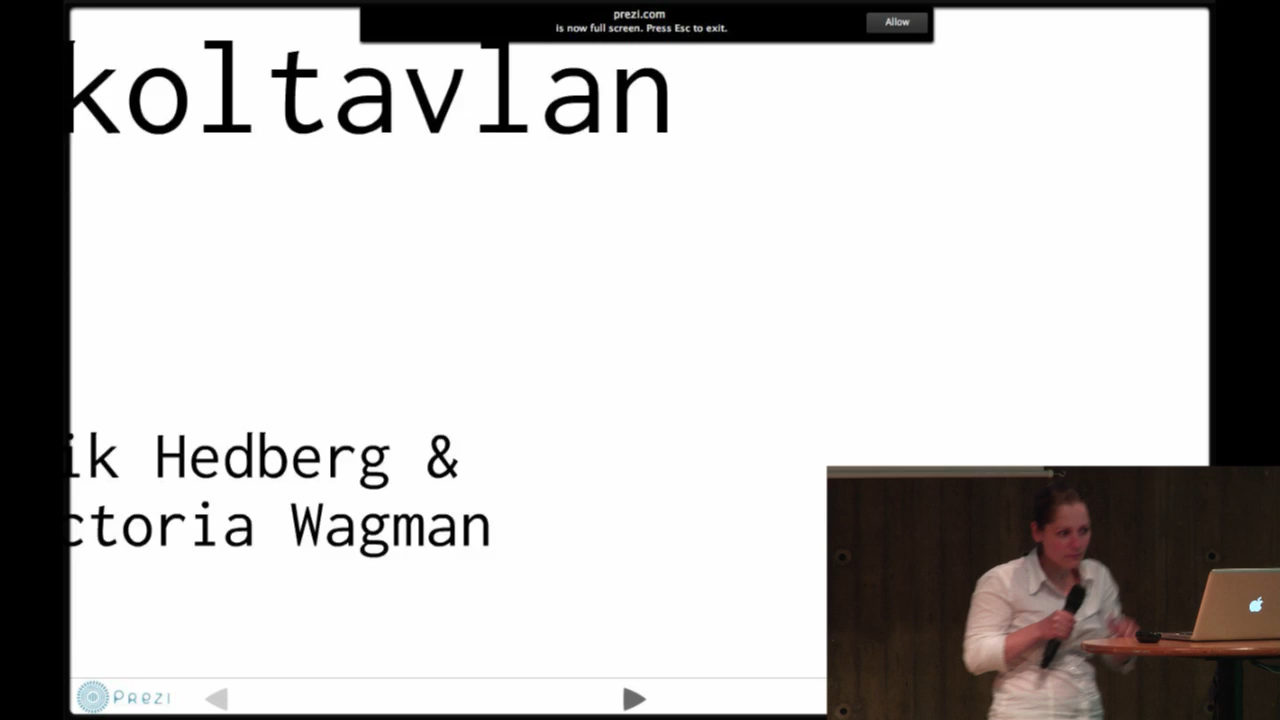 prezi.com
is now full screen. Press Esc to exit.
Allow
koltavlan
ik Hedberg &
ctoria Wagman
Prezi